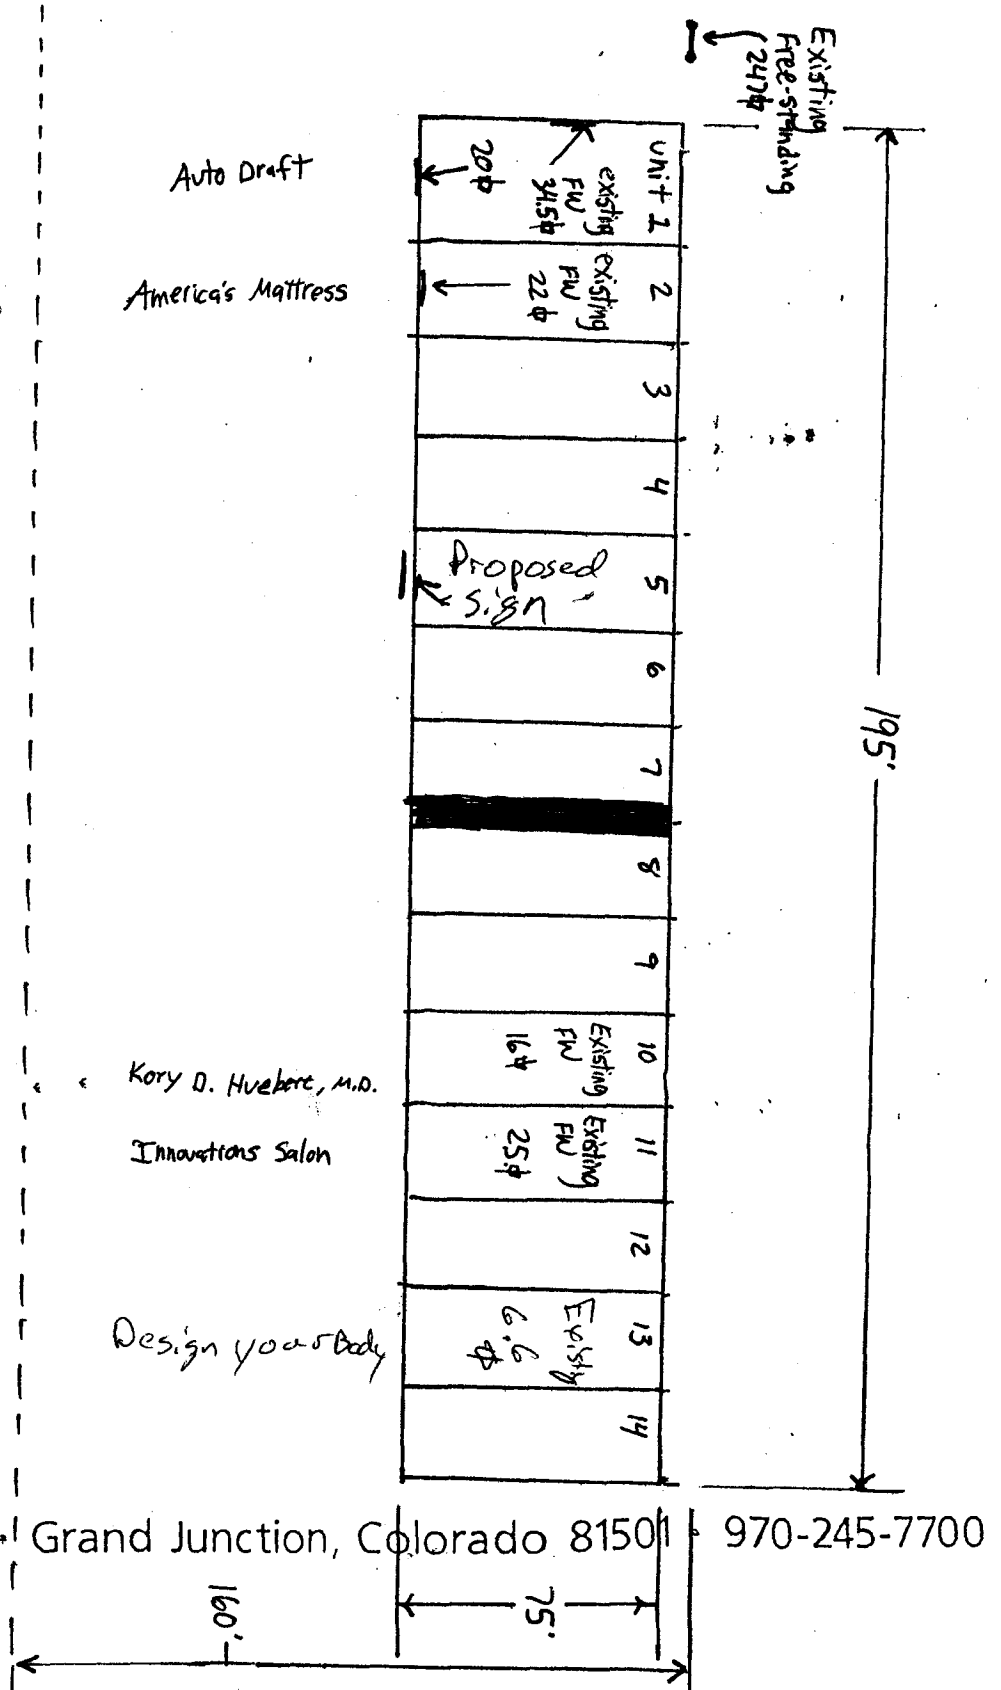 Existing
Free-standing
247⌀
Auto Draft
unit 1
existing
FW
34.5⌀
20⌀
America's Mattress
2
existing
FW
22⌀
3
4
5
Proposed
sign
6
7
195'
8
9
Kory D. Huebert, M.D.
10
Existing
FW
16⌀
Innovations Salon
11
Existing
FW
25⌀
12
Design your Body
13
Existig
6.6
⌀
14
Grand Junction, Colorado 81501 970-245-7700
75'
160'